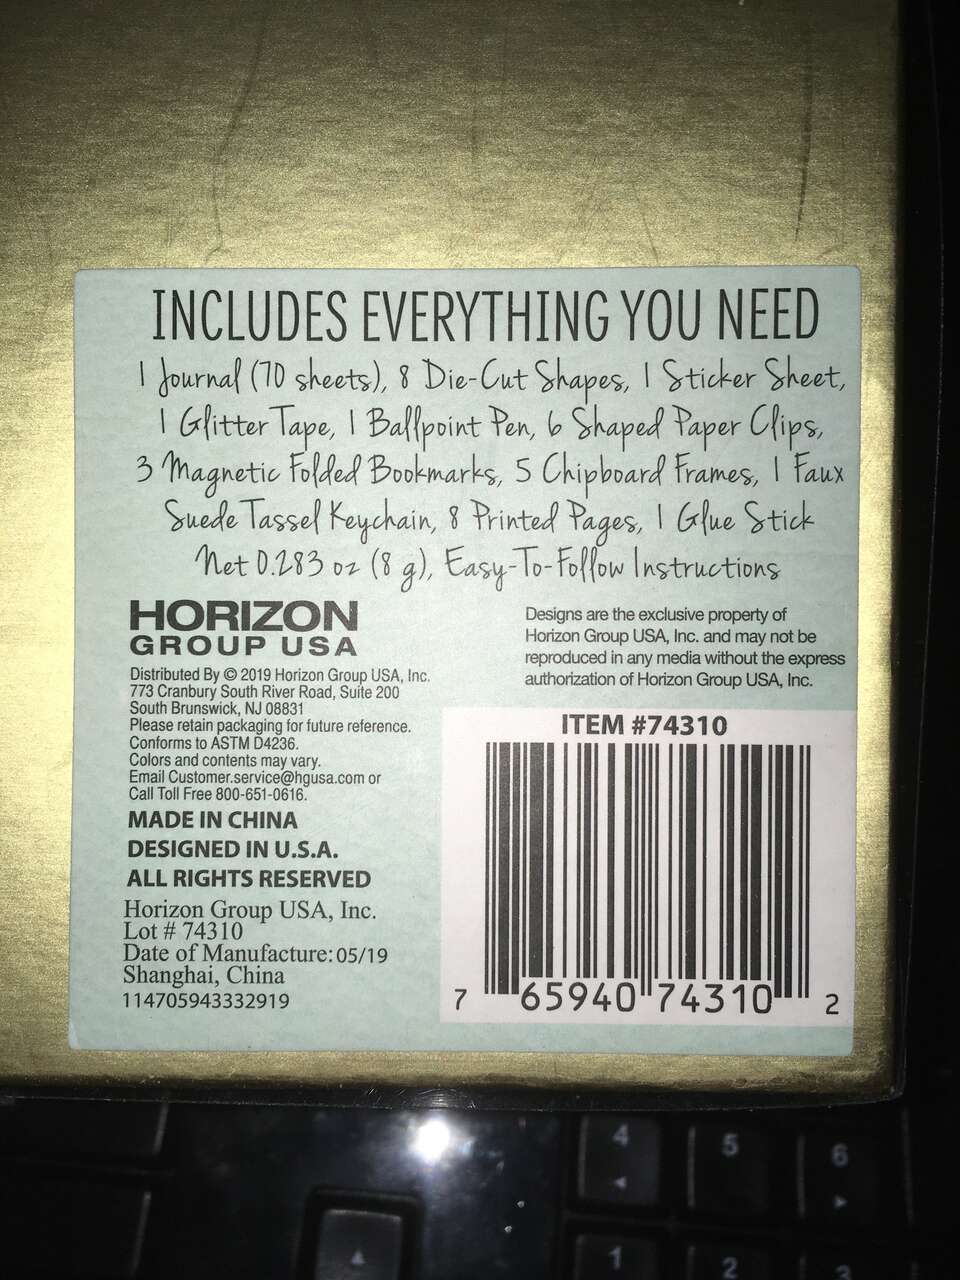 INCLUDES EVERYTHING YOU NEED
1 Journal (70 sheets), 8 Die-Cut Shapes, 1 Sticker Sheet,
1 Glitter Tape, 1 Ballpoint Pen, 6 Shaped Paper Clips,
3 Magnetic Folded Bookmarks, 5 Chipboard Frames, 1 Faux
Suede Tassel Keychain, 8 Printed Pages, 1 Glue Stick
Net 0.283 oz (8 g), Easy-To-Follow Instructions
HORIZON
GROUP USA
Distributed By © 2019 Horizon Group USA, Inc.
773 Cranbury South River Road, Suite 200
South Brunswick, NJ 08831
Please retain packaging for future reference.
Conforms to ASTM D4236.
Colors and contents may vary.
Email Customer.service@hgusa.com or
Call Toll Free 800-651-0616.
MADE IN CHINA
DESIGNED IN U.S.A.
ALL RIGHTS RESERVED
Horizon Group USA, Inc.
Lot # 74310
Date of Manufacture: 05/19
Shanghai, China
114705943332919
Designs are the exclusive property of
Horizon Group USA, Inc. and may not be
reproduced in any media without the express
authorization of Horizon Group USA, Inc.
ITEM #74310
7 65940 74310 2
4 5 6
1 2 3